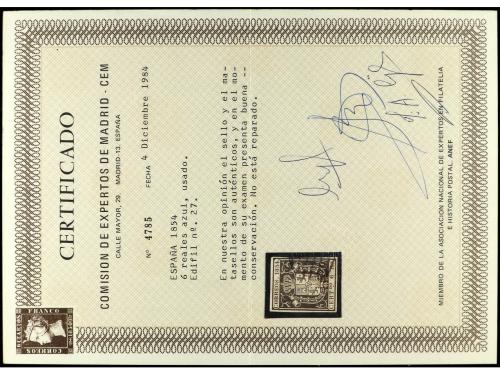 CERTIFICADO
COMISION DE EXPERTOS DE MADRID - CEM
CALLE MAYOR, 29 MADRID-13. ESPAÑA
Nº 4785 FECHA 4 Diciembre 1984
ESPAÑA 1854
6 reales azul, usado.
Edifil nº. 27.
En nuestra opinión el sello y el ma-
tasellos son auténticos, y en el mo-
mento de su examen presenta buena --
conservación. No está reparado.
CORREOS 1854
MIEMBRO DE LA ASOCIACION NACIONAL DE EXPERTOS EN FILATELIA
E HISTORIA POSTAL. ANEF
FRANCO
CORREOS